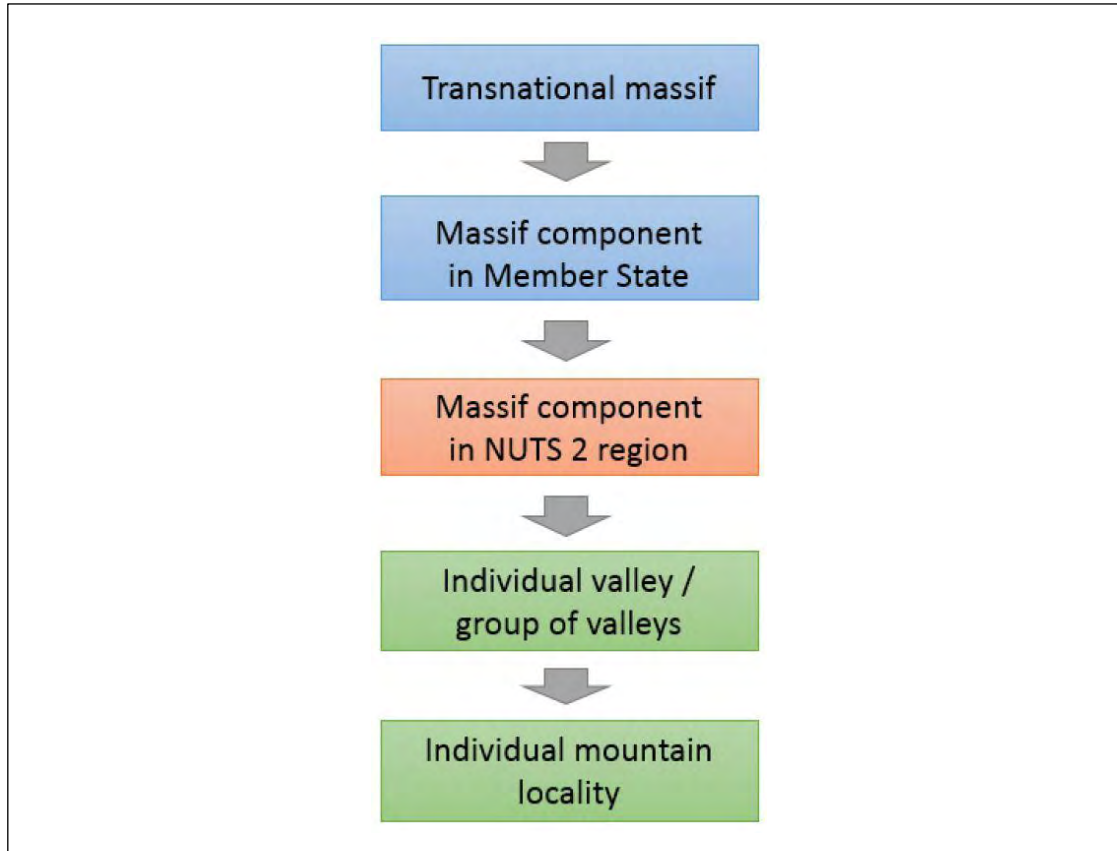 Transnational massif
Massif component
in Member State
Massif component
in NUTS 2 region
Individual valley /
group of valleys
Individual mountain
locality